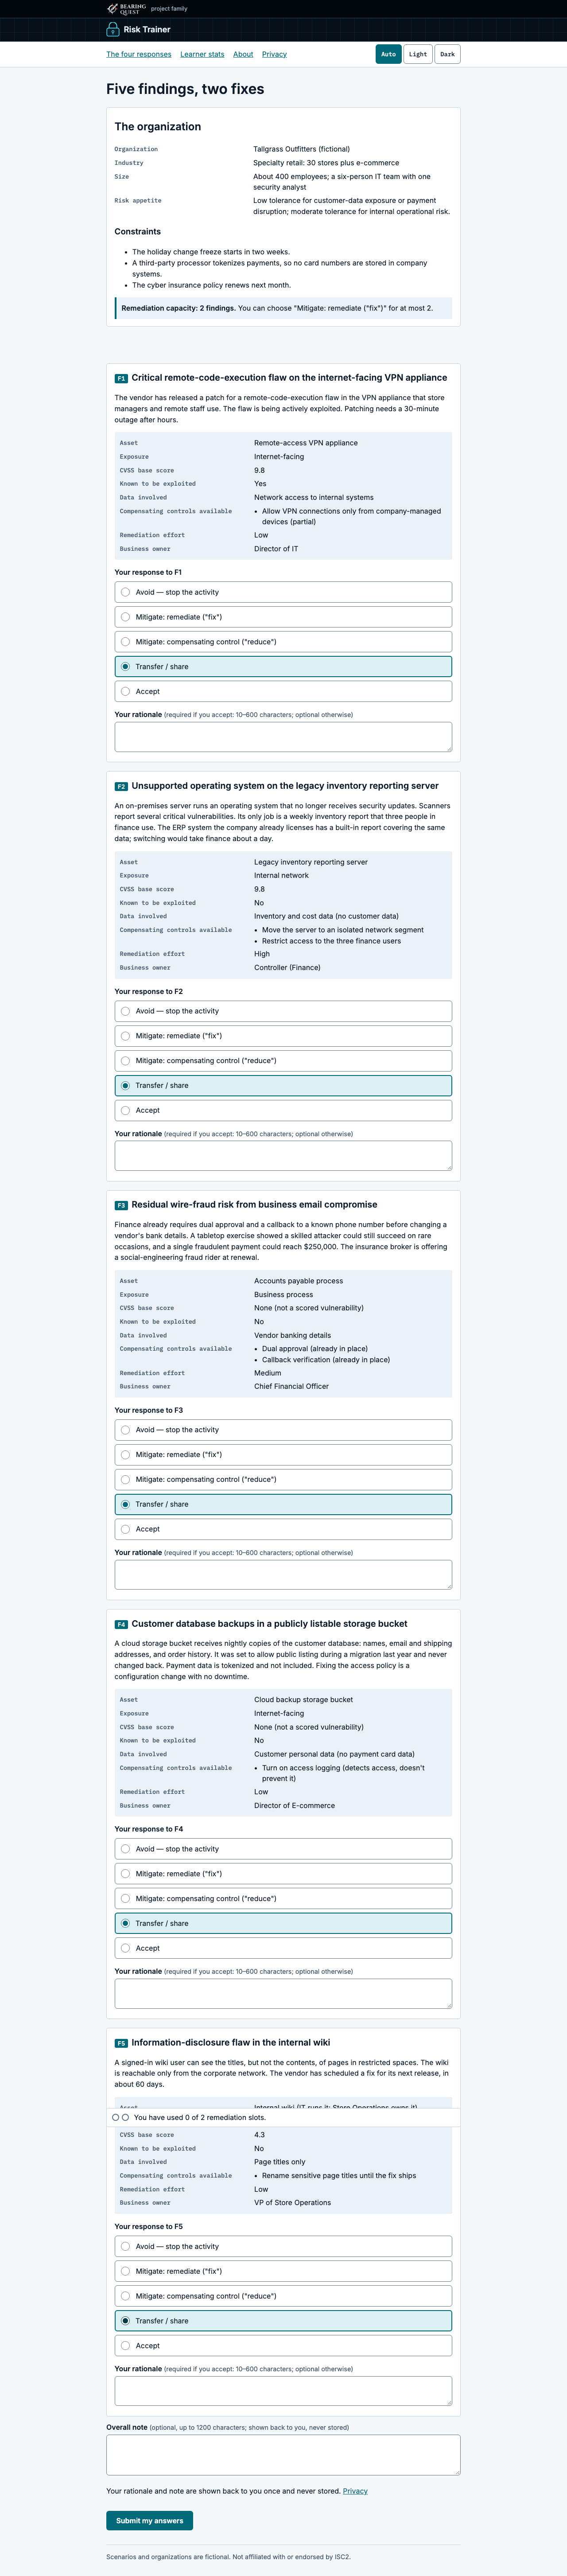 BEARING QUEST project family
Risk Trainer
The four responses Learner stats About Privacy Auto Light Dark
Five findings, two fixes
The organization
Organization Tallgrass Outfitters (fictional)
Industry Specialty retail: 30 stores plus e-commerce
Size About 400 employees; a six-person IT team with one
security analyst
Risk appetite Low tolerance for customer-data exposure or payment
disruption; moderate tolerance for internal operational risk.
Constraints
• The holiday change freeze starts in two weeks.
• A third-party processor tokenizes payments, so no card numbers are stored in company
systems.
• The cyber insurance policy renews next month.
Remediation capacity: 2 findings. You can choose "Mitigate: remediate ("fix")" for at most 2.
F1 Critical remote-code-execution flaw on the internet-facing VPN appliance
The vendor has released a patch for a remote-code-execution flaw in the VPN appliance that store
managers and remote staff use. The flaw is being actively exploited. Patching needs a 30-minute
outage after hours.
Asset Remote-access VPN appliance
Exposure Internet-facing
CVSS base score 9.8
Known to be exploited Yes
Data involved Network access to internal systems
Compensating controls available • Allow VPN connections only from company-managed
devices (partial)
Remediation effort Low
Business owner Director of IT
Your response to F1
Avoid — stop the activity
Mitigate: remediate ("fix")
Mitigate: compensating control ("reduce")
Transfer / share
Accept
Your rationale (required if you accept: 10–600 characters; optional otherwise)
F2 Unsupported operating system on the legacy inventory reporting server
An on-premises server runs an operating system that no longer receives security updates. Scanners
report several critical vulnerabilities. Its only job is a weekly inventory report that three people in
finance use. The ERP system the company already licenses has a built-in report covering the same
data; switching would take finance about a day.
Asset Legacy inventory reporting server
Exposure Internal network
CVSS base score 9.8
Known to be exploited No
Data involved Inventory and cost data (no customer data)
Compensating controls available • Move the server to an isolated network segment
• Restrict access to the three finance users
Remediation effort High
Business owner Controller (Finance)
Your response to F2
Avoid — stop the activity
Mitigate: remediate ("fix")
Mitigate: compensating control ("reduce")
Transfer / share
Accept
Your rationale (required if you accept: 10–600 characters; optional otherwise)
F3 Residual wire-fraud risk from business email compromise
Finance already requires dual approval and a callback to a known phone number before changing a
vendor's bank details. A tabletop exercise showed a skilled attacker could still succeed on rare
occasions, and a single fraudulent payment could reach $250,000. The insurance broker is offering
a social-engineering fraud rider at renewal.
Asset Accounts payable process
Exposure Business process
CVSS base score None (not a scored vulnerability)
Known to be exploited No
Data involved Vendor banking details
Compensating controls available • Dual approval (already in place)
• Callback verification (already in place)
Remediation effort Medium
Business owner Chief Financial Officer
Your response to F3
Avoid — stop the activity
Mitigate: remediate ("fix")
Mitigate: compensating control ("reduce")
Transfer / share
Accept
Your rationale (required if you accept: 10–600 characters; optional otherwise)
F4 Customer database backups in a publicly listable storage bucket
A cloud storage bucket receives nightly copies of the customer database: names, email and shipping
addresses, and order history. It was set to allow public listing during a migration last year and never
changed back. Payment data is tokenized and not included. Fixing the access policy is a
configuration change with no downtime.
Asset Cloud backup storage bucket
Exposure Internet-facing
CVSS base score None (not a scored vulnerability)
Known to be exploited No
Data involved Customer personal data (no payment card data)
Compensating controls available • Turn on access logging (detects access, doesn't
prevent it)
Remediation effort Low
Business owner Director of E-commerce
Your response to F4
Avoid — stop the activity
Mitigate: remediate ("fix")
Mitigate: compensating control ("reduce")
Transfer / share
Accept
Your rationale (required if you accept: 10–600 characters; optional otherwise)
F5 Information-disclosure flaw in the internal wiki
A signed-in wiki user can see the titles, but not the contents, of pages in restricted spaces. The wiki
is reachable only from the corporate network. The vendor has scheduled a fix for its next release, in
about 60 days.
Asset Internal wiki (IT runs it; Store Operations owns it)
You have used 0 of 2 remediation slots.
CVSS base score 4.3
Known to be exploited No
Data involved Page titles only
Compensating controls available • Rename sensitive page titles until the fix ships
Remediation effort Low
Business owner VP of Store Operations
Your response to F5
Avoid — stop the activity
Mitigate: remediate ("fix")
Mitigate: compensating control ("reduce")
Transfer / share
Accept
Your rationale (required if you accept: 10–600 characters; optional otherwise)
Overall note (optional, up to 1200 characters; shown back to you, never stored)
Your rationale and note are shown back to you once and never stored. Privacy
Submit my answers
Scenarios and organizations are fictional. Not affiliated with or endorsed by ISC2.